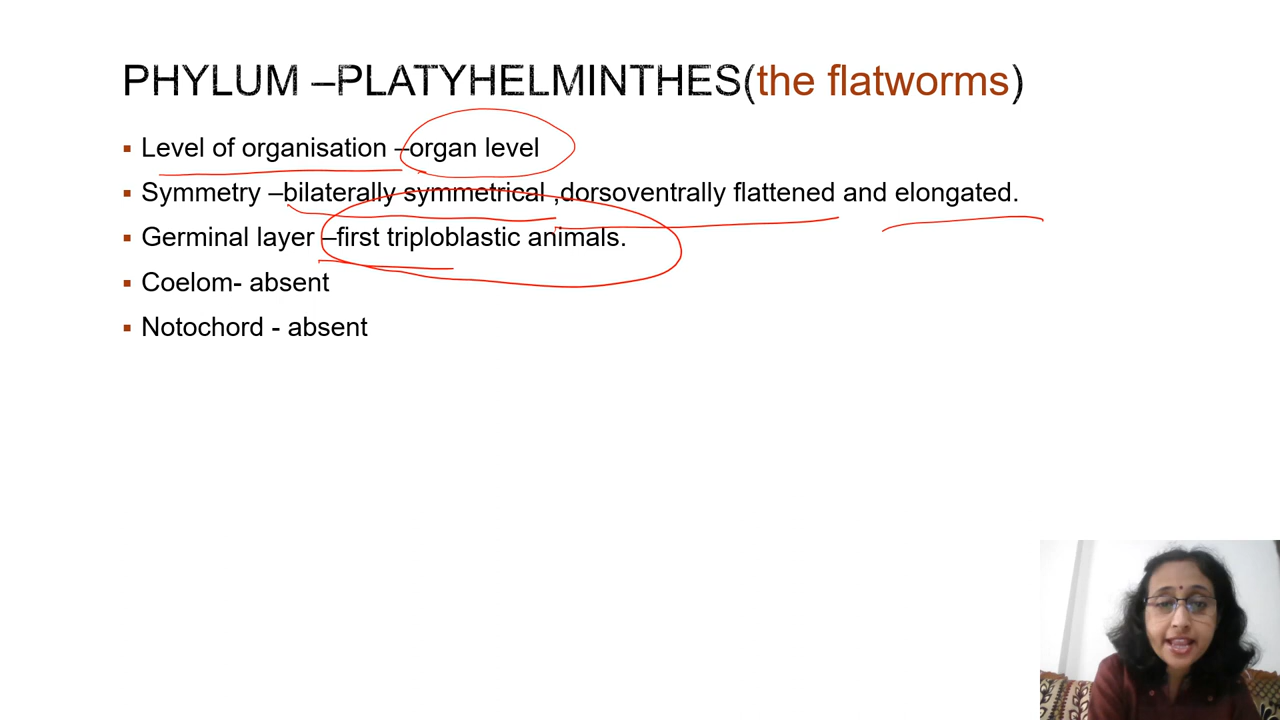 PHYLUM –PLATYHELMINTHES(the flatworms)
▪ Level of organisation –organ level
▪ Symmetry –bilaterally symmetrical ,dorsoventrally flattened and elongated.
▪ Germinal layer –first triploblastic animals.
▪ Coelom- absent
▪ Notochord - absent